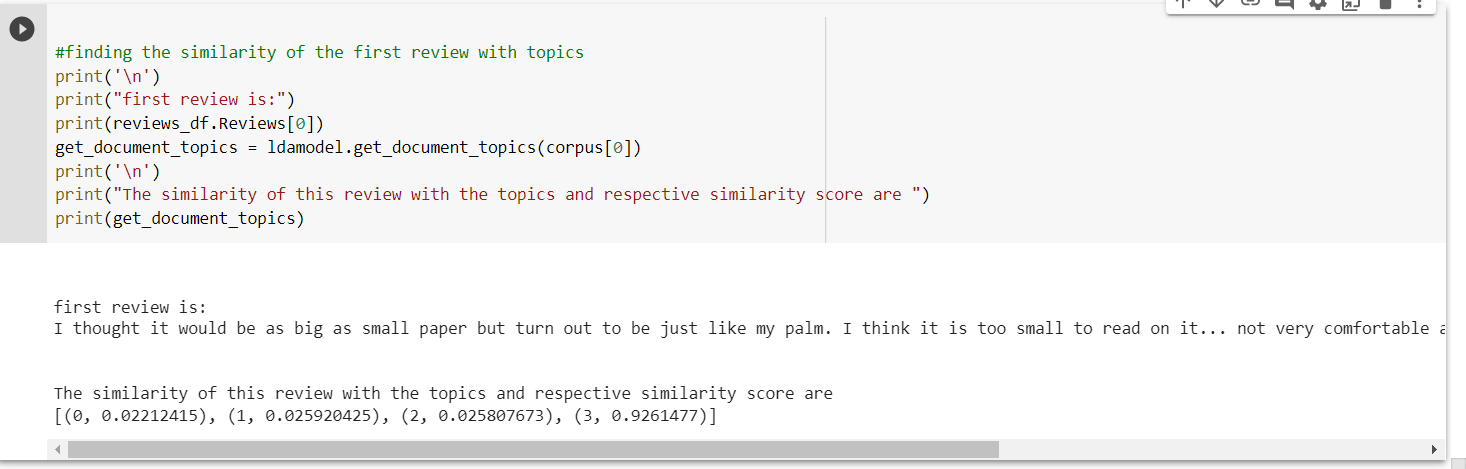 #finding the similarity of the first review with topics
print('\n')
print("first review is:")
print(reviews_df.Reviews[0])
get_document_topics = ldamodel.get_document_topics(corpus[0])
print('\n')
print("The similarity of this review with the topics and respective similarity score are ")
print(get_document_topics)
first review is:
I thought it would be as big as small paper but turn out to be just like my palm. I think it is too small to read on it... not very comfortable
The similarity of this review with the topics and respective similarity score are
[(0, 0.02212415), (1, 0.025920425), (2, 0.025807673), (3, 0.9261477)]